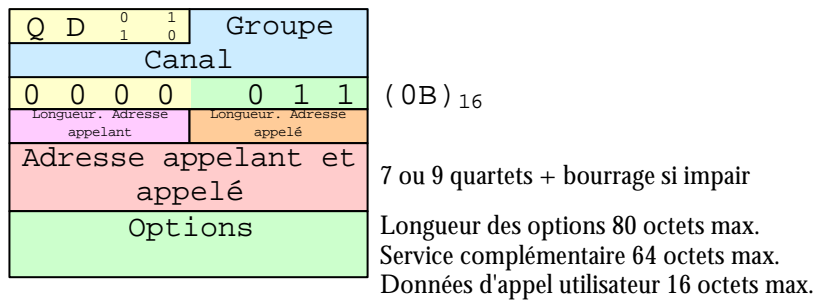 Q D 0 1 Groupe
1 0
Canal
0 0 0 0 0 1 1 (0B)16
Longueur. Adresse appelant Longueur. Adresse appelé
Adresse appelant et
appelé
7 ou 9 quartets + bourrage si impair
Options
Longueur des options 80 octets max.
Service complémentaire 64 octets max.
Données d'appel utilisateur 16 octets max.